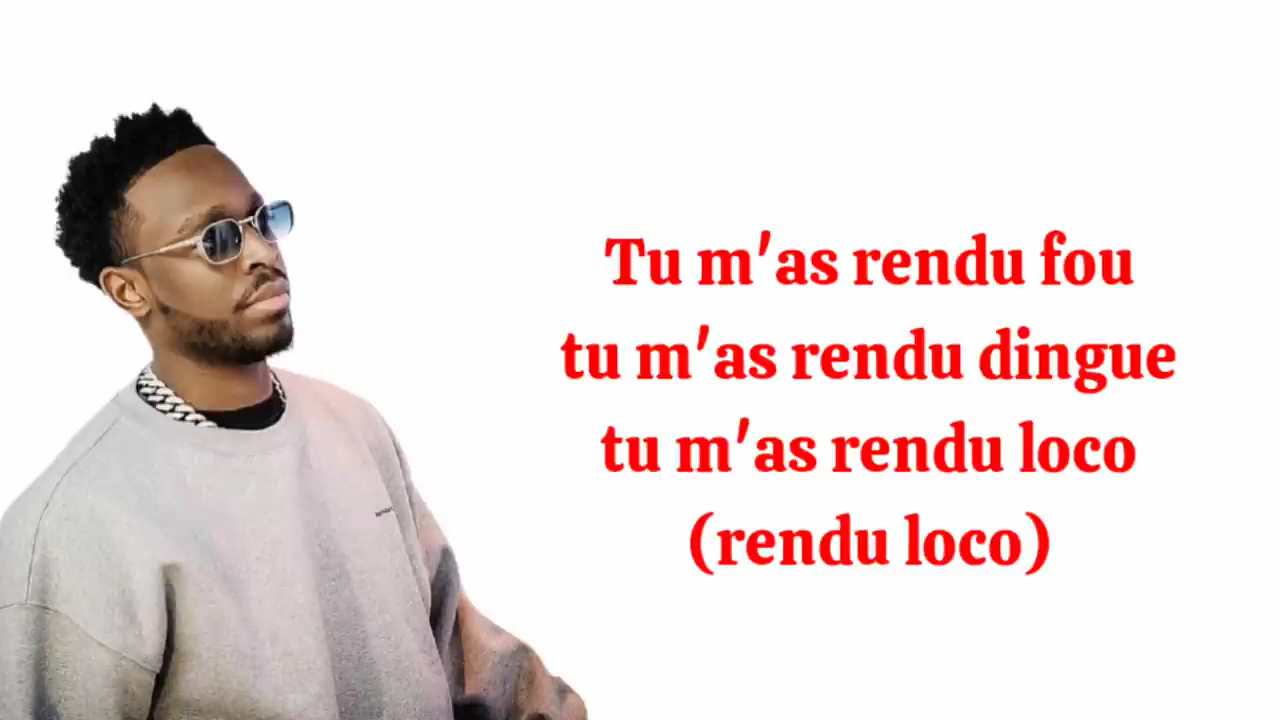 Tu m'as rendu fou
tu m'as rendu dingue
tu m'as rendu loco
(rendu loco)